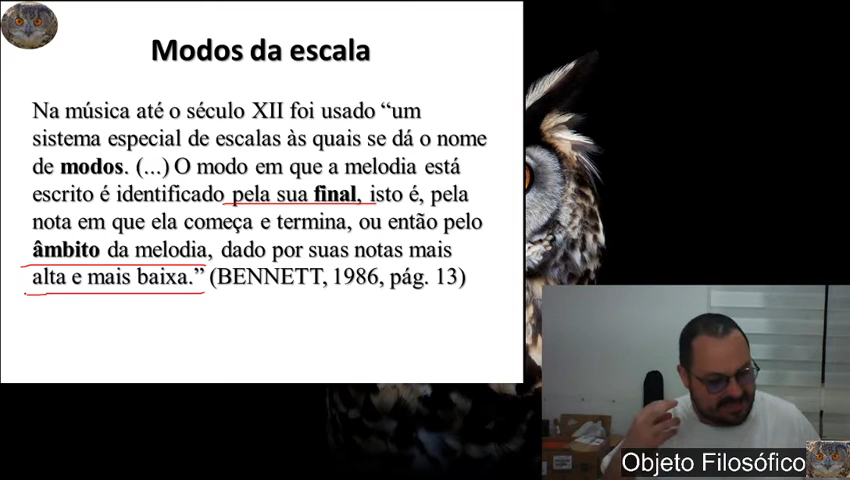 Modos da escala
Na música até o século XII foi usado “um
sistema especial de escalas às quais se dá o nome
de modos. (...) O modo em que a melodia está
escrito é identificado pela sua final, isto é, pela
nota em que ela começa e termina, ou então pelo
âmbito da melodia, dado por suas notas mais
alta e mais baixa.” (BENNETT, 1986, pág. 13)
Objeto Filosófico